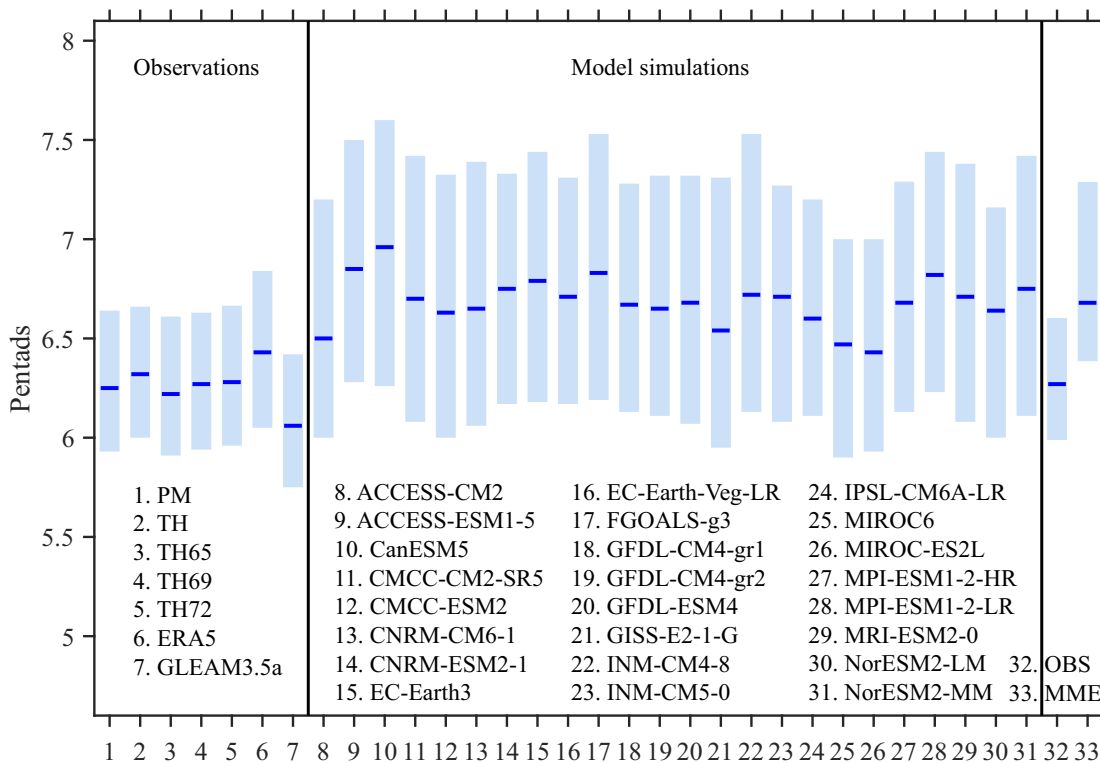 8
7.5
7
6.5
6
5.5
5
Pentads
Observations
Model simulations
1. PM
2. TH
3. TH65
4. TH69
5. TH72
6. ERA5
7. GLEAM3.5a
8. ACCESS-CM2
9. ACCESS-ESM1-5
10. CanESM5
11. CMCC-CM2-SR5
12. CMCC-ESM2
13. CNRM-CM6-1
14. CNRM-ESM2-1
15. EC-Earth3
16. EC-Earth-Veg-LR
17. FGOALS-g3
18. GFDL-CM4-gr1
19. GFDL-CM4-gr2
20. GFDL-ESM4
21. GISS-E2-1-G
22. INM-CM4-8
23. INM-CM5-0
24. IPSL-CM6A-LR
25. MIROC6
26. MIROC-ES2L
27. MPI-ESM1-2-HR
28. MPI-ESM1-2-LR
29. MRI-ESM2-0
30. NorESM2-LM
31. NorESM2-MM
32. OBS
33. MME
1 2 3 4 5 6 7 8 9 10 11 12 13 14 15 16 17 18 19 20 21 22 23 24 25 26 27 28 29 30 31 32 33